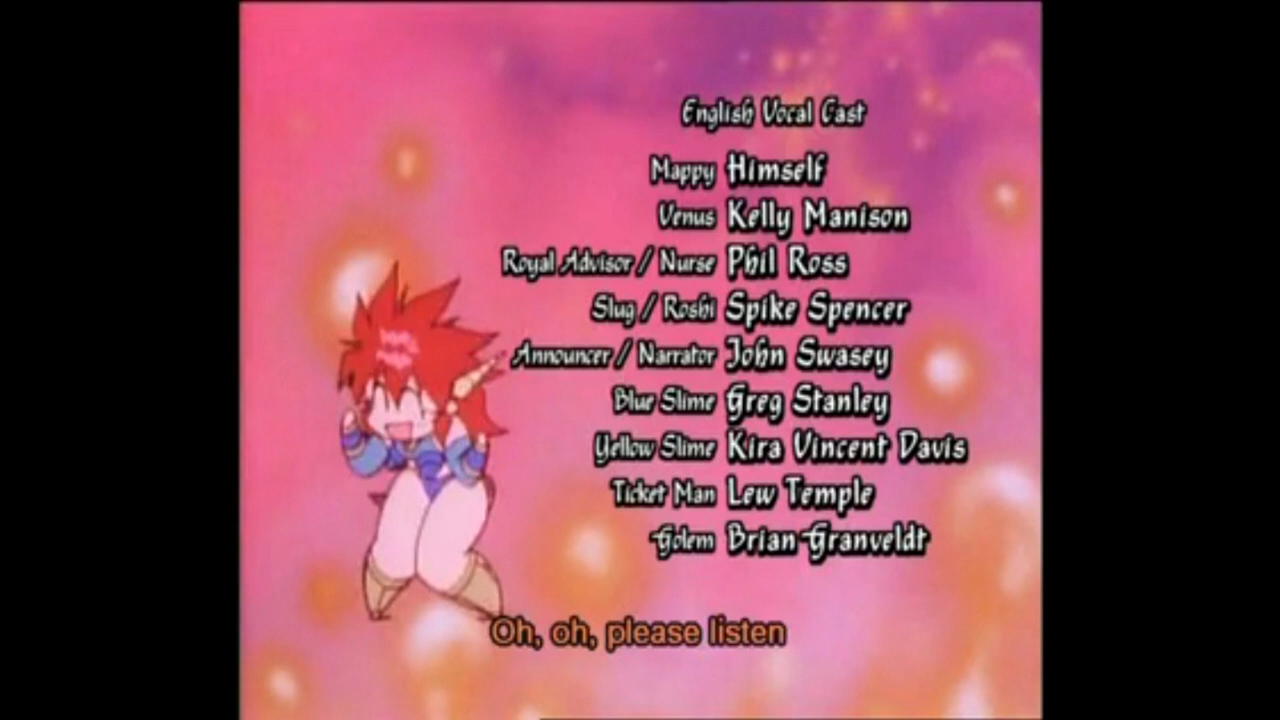 English Vocal Cast
Mappy Himself
Venus Kelly Manison
Royal Advisor / Nurse Phil Ross
Slug / Roshi Spike Spencer
Announcer / Narrator John Swasey
Blue Slime Greg Stanley
Yellow Slime Kira Vincent Davis
Ticket Man Lew Temple
Golem Brian Granveldt
Oh, oh, please listen